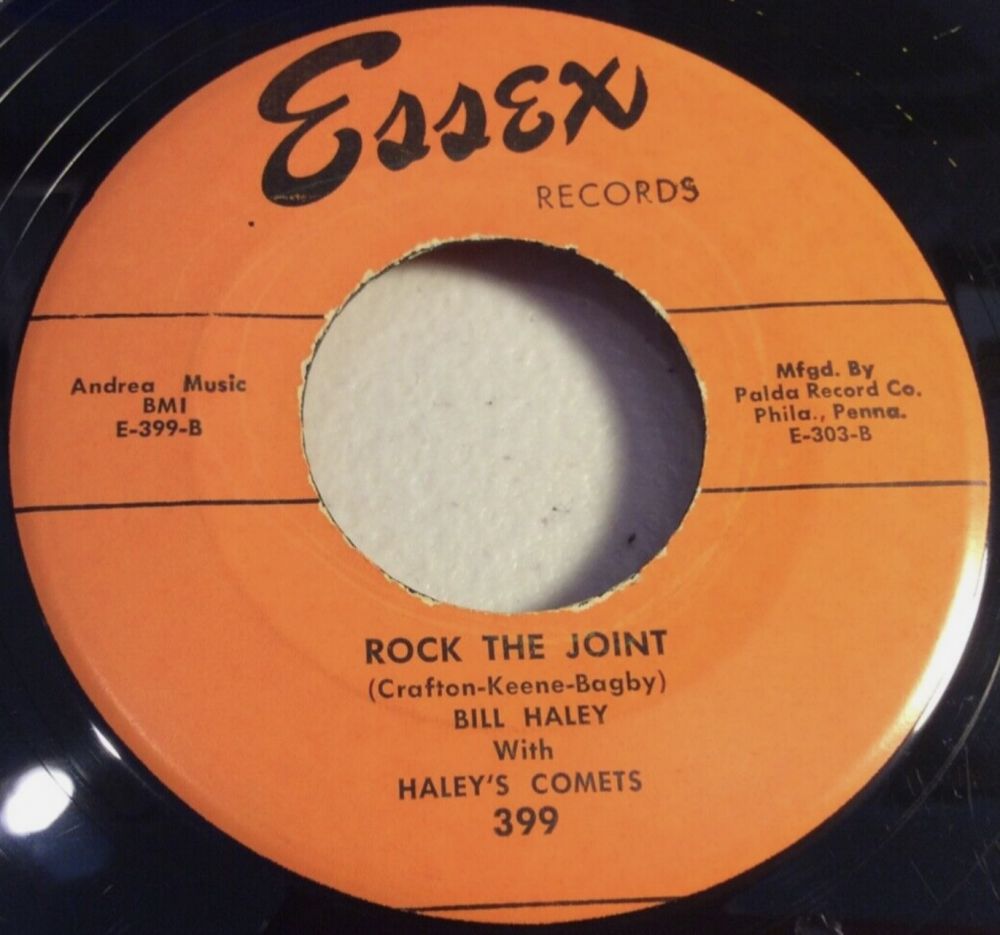 Essex
RECORDS
Andrea Music
BMI
E-399-B
Mfgd. By
Palda Record Co.
Phila., Penna.
E-303-B
ROCK THE JOINT
(Crafton-Keene-Bagby)
BILL HALEY
With
HALEY'S COMETS
399